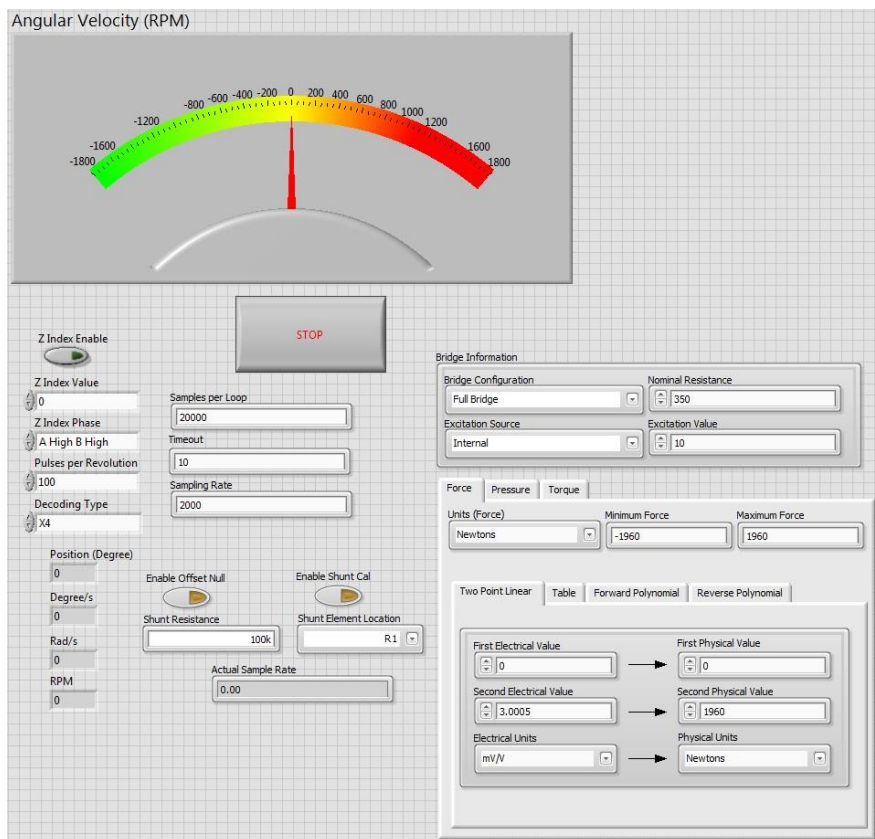 Angular Velocity (RPM)
-1800 -1600 -1200 -800 -600 -400 -200 0 200 400 600 800 1000 1200 1600 1800
STOP
Z Index Enable
Z Index Value
0
Z Index Phase
A High B High
Pulses per Revolution
100
Decoding Type
X4
Samples per Loop
20000
Timeout
10
Sampling Rate
2000
Position (Degree)
0
Degree/s
0
Rad/s
0
RPM
0
Enable Offset Null
Enable Shunt Cal
Shunt Resistance
100k
Shunt Element Location
R1
Actual Sample Rate
0.00
Bridge Information
Bridge Configuration
Full Bridge
Nominal Resistance
350
Excitation Source
Internal
Excitation Value
10
Force Pressure Torque
Units (Force)
Newtons
Minimum Force
-1960
Maximum Force
1960
Two Point Linear Table Forward Polynomial Reverse Polynomial
First Electrical Value
0
First Physical Value
0
Second Electrical Value
3.0005
Second Physical Value
1960
Electrical Units
mV/V
Physical Units
Newtons